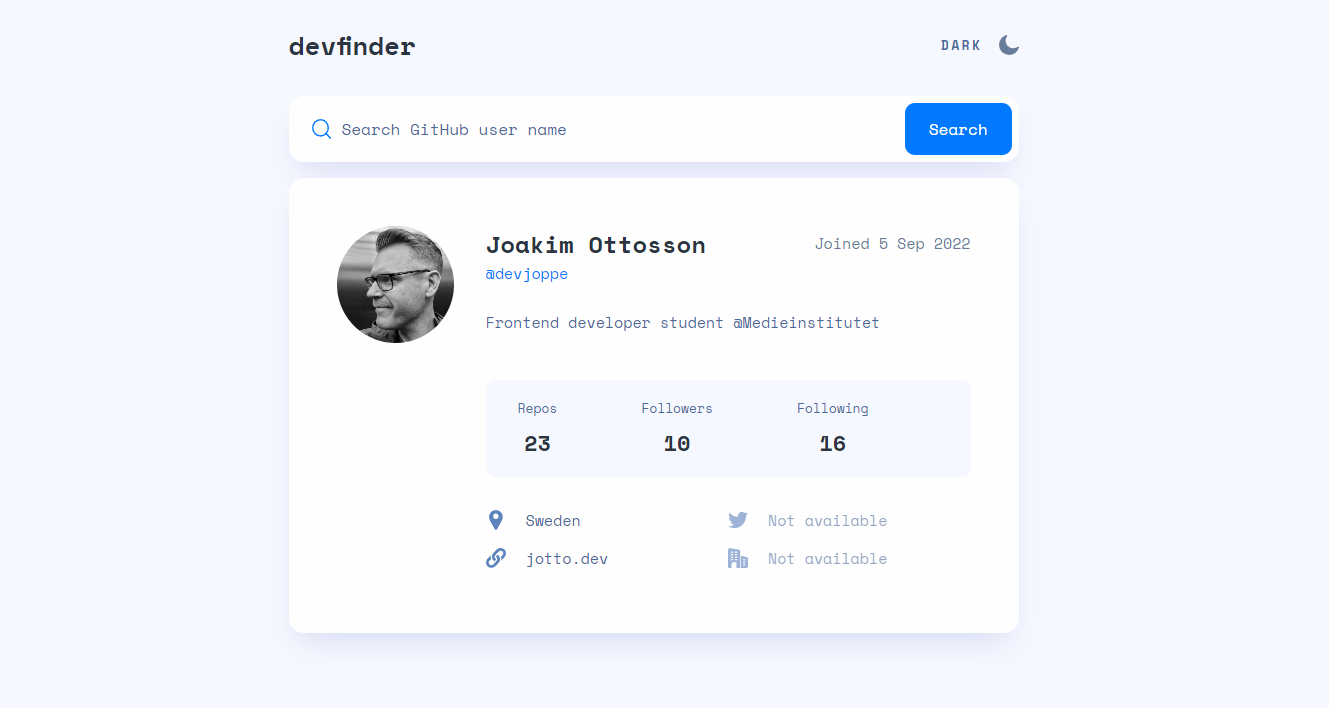 devfinder
DARK
Search GitHub user name
Search
Joakim Ottosson
Joined 5 Sep 2022
@devjoppe
Frontend developer student @Medieinstitutet
Repos
Followers
Following
23
10
16
Sweden
Not available
jotto.dev
Not available